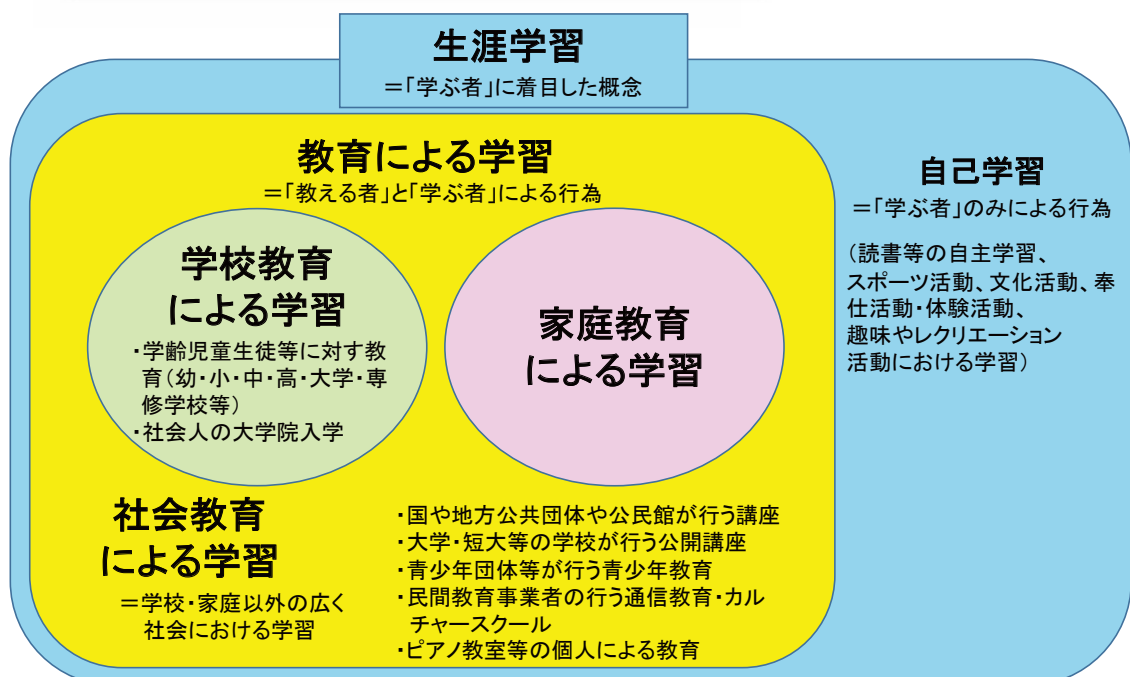 生涯学習
＝「学ぶ者」に着目した概念
教育による学習
＝「教える者」と「学ぶ者」による行為
学校教育
による学習
・学齢児童生徒等に対す教
育（幼・小・中・高・大学・専
修学校等）
・社会人の大学院入学
家庭教育
による学習
社会教育
による学習
＝学校・家庭以外の広く
社会における学習
・国や地方公共団体や公民館が行う講座
・大学・短大等の学校が行う公開講座
・青少年団体等が行う青少年教育
・民間教育事業者の行う通信教育・カル
チャースクール
・ピアノ教室等の個人による教育
自己学習
＝「学ぶ者」のみによる行為
（読書等の自主学習、
スポーツ活動、文化活動、奉
仕活動・体験活動、
趣味やレクリエーション
活動における学習）